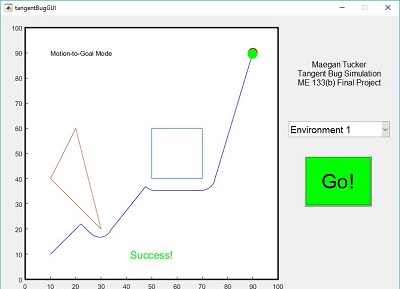 tangentBugGUI
100
90
80
70
60
50
40
30
20
10
0
0 10 20 30 40 50 60 70 80 90 100
Motion-to-Goal Mode
Success!
Maegan Tucker
Tangent Bug Simulation
ME 133(b) Final Project
Environment 1
Go!